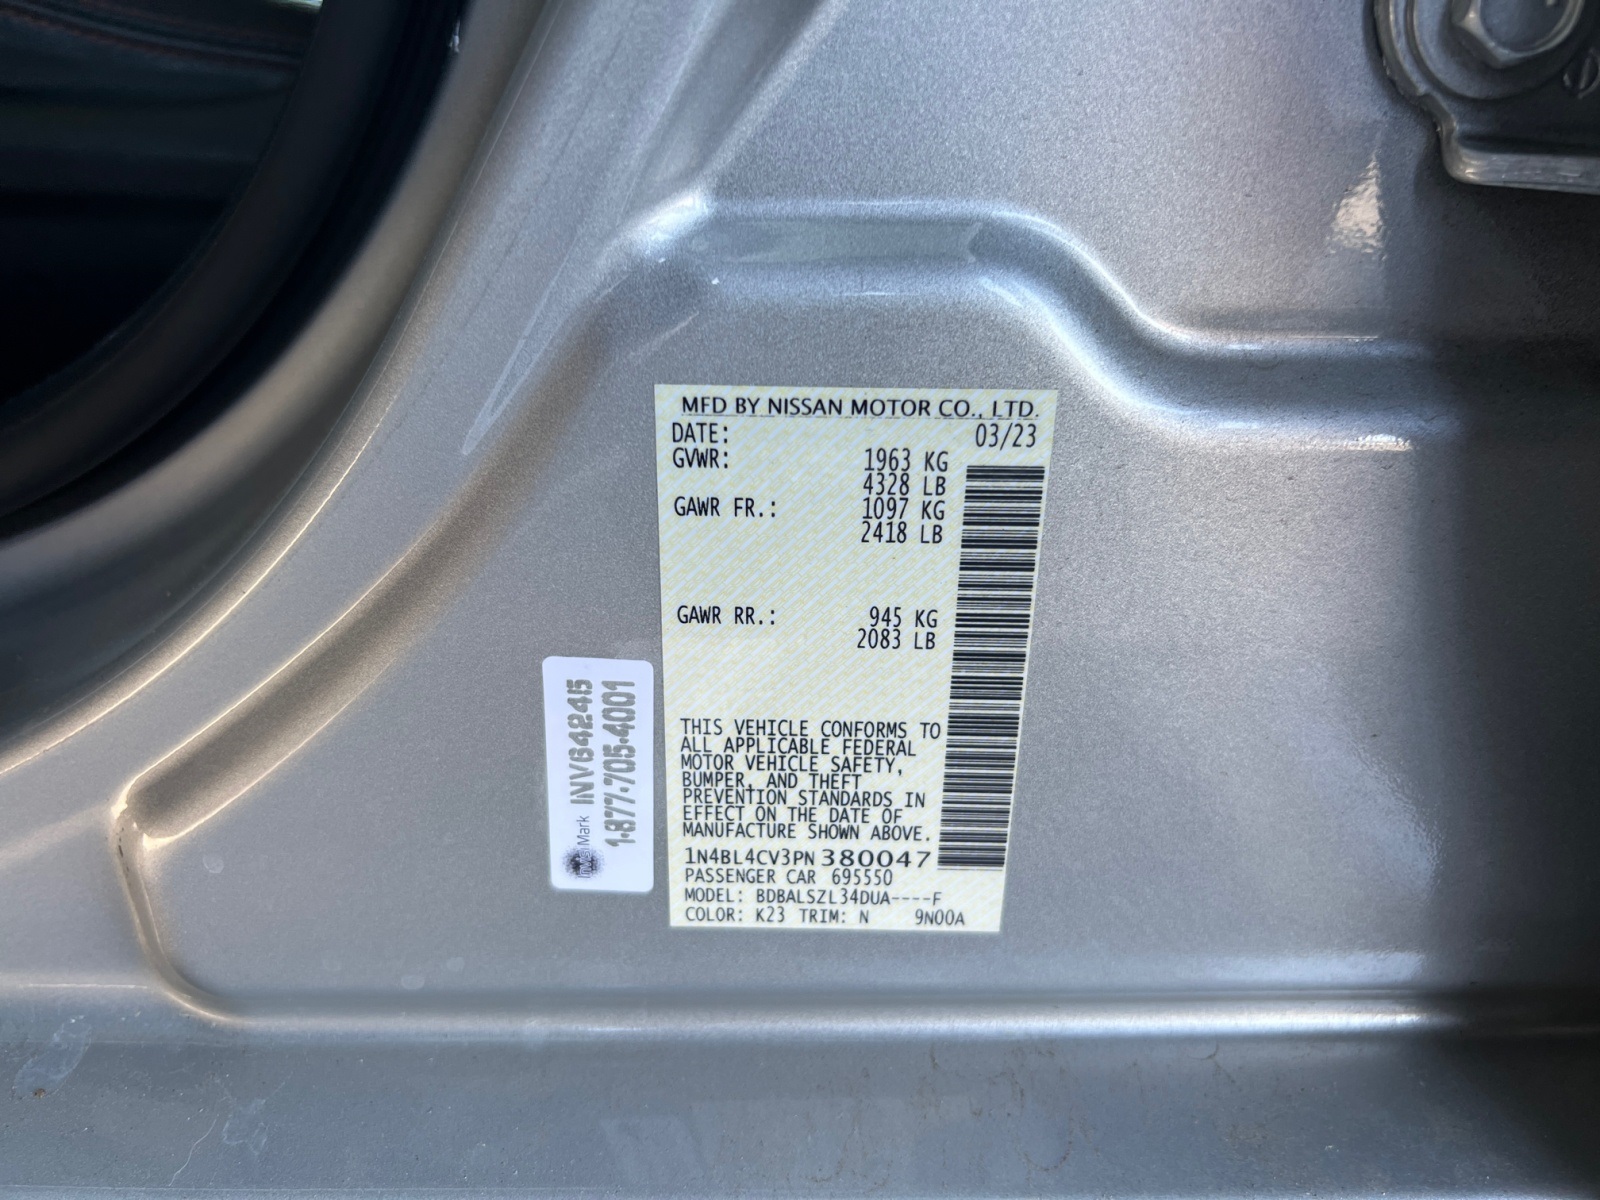 MFD BY NISSAN MOTOR CO., LTD.
DATE: 03/23
GVWR: 1963 KG
4328 LB
GAWR FR.: 1097 KG
2418 LB
GAWR RR.: 945 KG
2083 LB
THIS VEHICLE CONFORMS TO
ALL APPLICABLE FEDERAL
MOTOR VEHICLE SAFETY,
BUMPER, AND THEFT
PREVENTION STANDARDS IN
EFFECT ON THE DATE OF
MANUFACTURE SHOWN ABOVE.
1N4BL4CV3PN380047
PASSENGER CAR 695550
MODEL: BDBALSZL34DUA----F
COLOR: K23 TRIM: N 9N00A
Mark INV64245
1-877-705-4001